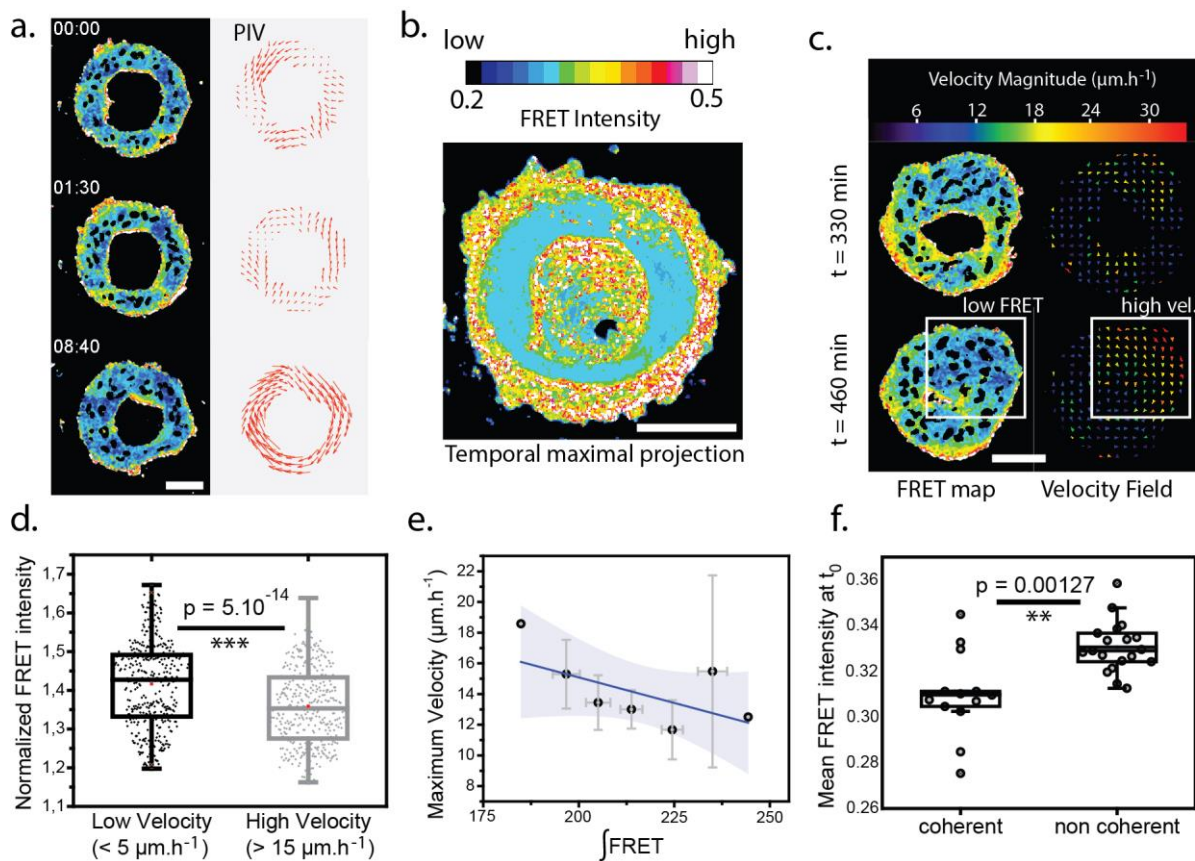 a.
00:00
PIV
01:30
08:40
b.
low high
0.2 0.5
FRET Intensity
Temporal maximal projection
c.
Velocity Magnitude (µm.h⁻¹)
6 12 18 24 30
t = 330 min
low FRET high vel.
t = 460 min
FRET map Velocity Field
d.
Normalized FRET intensity
1,7
1,6
1,5
1,4
1,3
1,2
1,1
p = 5.10⁻¹⁴
***
Low Velocity
(< 5 µm.h⁻¹)
High Velocity
(> 15 µm.h⁻¹)
e.
Maximum Velocity (µm.h⁻¹)
22
20
18
16
14
12
10
8
175 200 225 250
∫FRET
f.
Mean FRET intensity at t₀
0.36
0.34
0.32
0.30
0.28
0.26
p = 0.00127
**
coherent non coherent